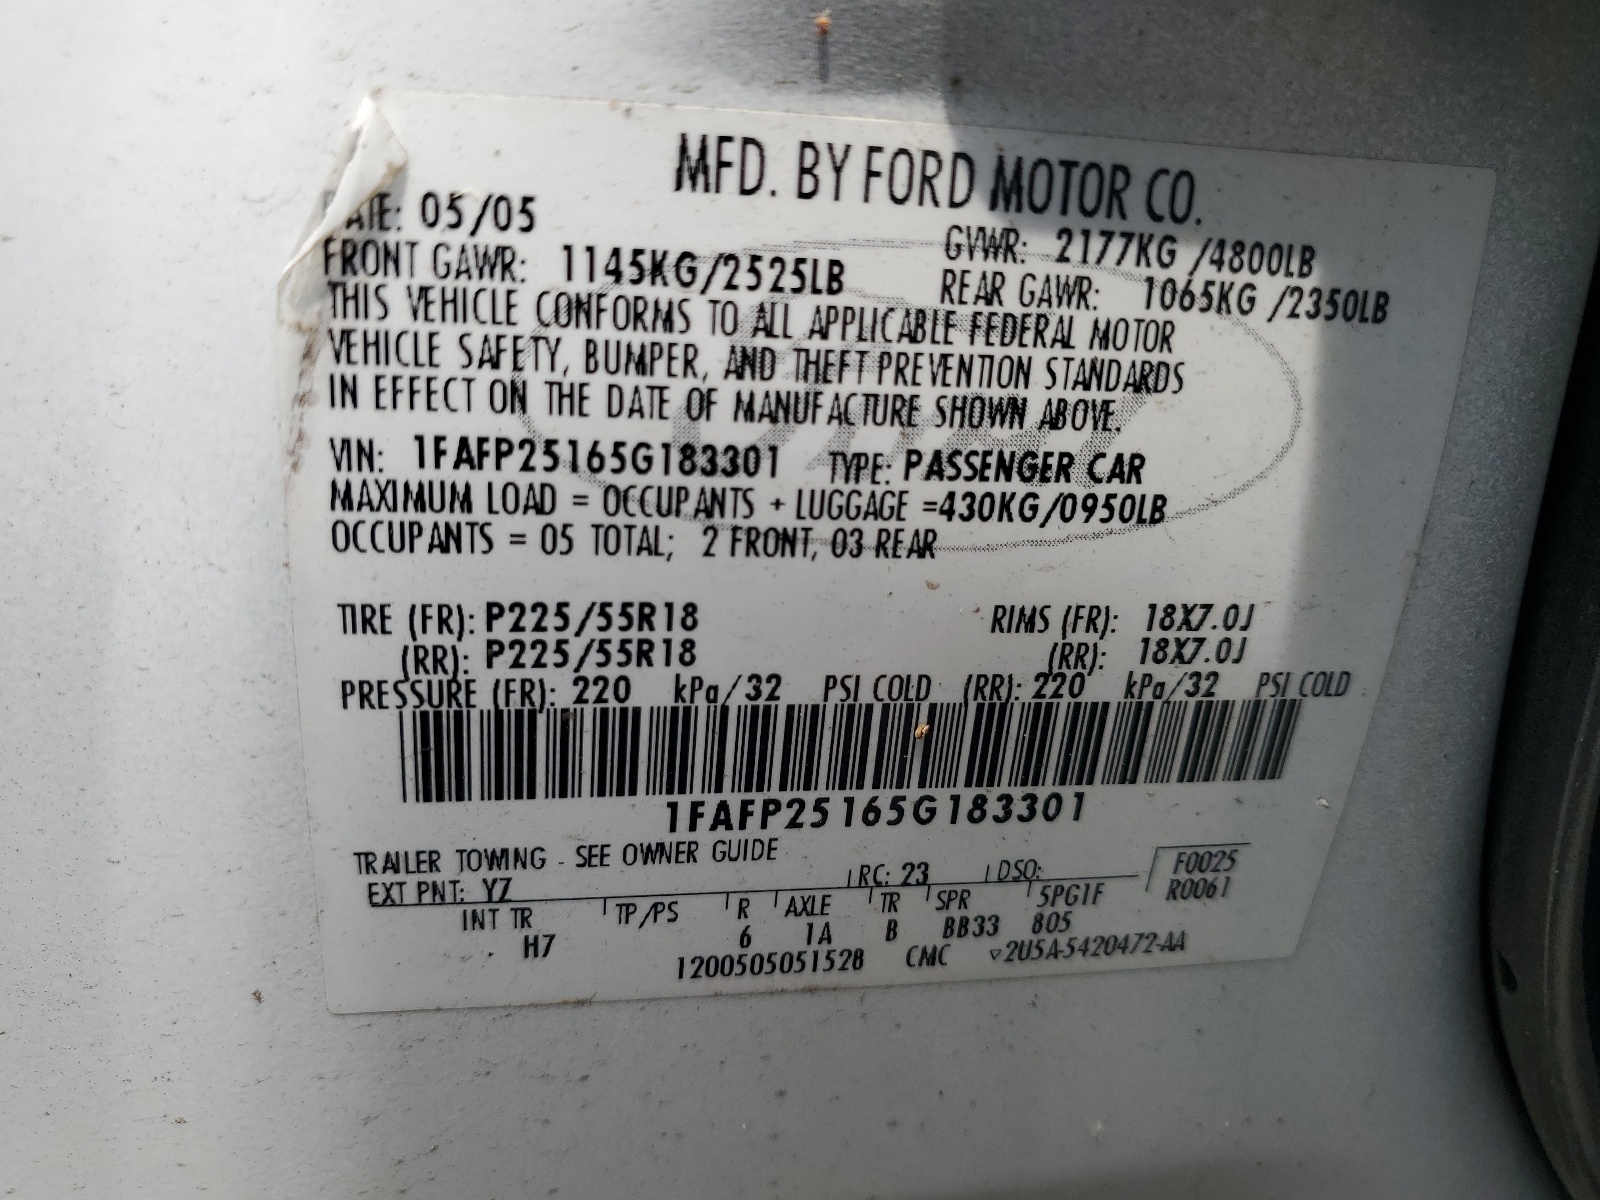 MFD. BY FORD MOTOR CO.
DATE: 05/05
GVWR: 2177KG /4800LB
FRONT GAWR: 1145KG/2525LB
REAR GAWR: 1065KG /2350LB
THIS VEHICLE CONFORMS TO ALL APPLICABLE FEDERAL MOTOR
VEHICLE SAFETY, BUMPER, AND THEFT PREVENTION STANDARDS
IN EFFECT ON THE DATE OF MANUFACTURE SHOWN ABOVE.
VIN: 1FAFP25165G183301 TYPE: PASSENGER CAR
MAXIMUM LOAD = OCCUPANTS + LUGGAGE =430KG/0950LB
OCCUPANTS = 05 TOTAL; 2 FRONT, 03 REAR
TIRE (FR): P225/55R18 RIMS (FR): 18X7.0J
(RR): P225/55R18 (RR): 18X7.0J
PRESSURE (FR): 220 kPa/32 PSI COLD (RR): 220 kPa/32 PSI COLD
1FAFP25165G183301
TRAILER TOWING - SEE OWNER GUIDE
EXT PNT: YZ RC: 23 DSO: F0025
R0061
INT TR TP/PS R AXLE TR SPR 5PG1F
H7 6 1A B BB33 805
1200505051528 CMC ▽2U5A-5420472-AA